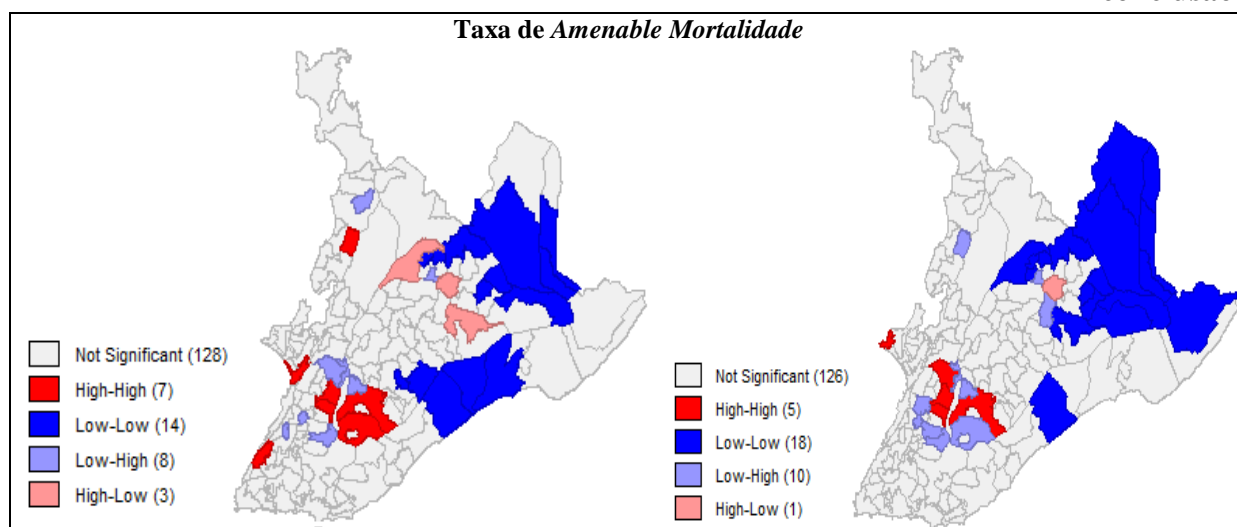 Taxa de Amenable Mortalidade
Not Significant (128)
High-High (7)
Low-Low (14)
Low-High (8)
High-Low (3)
Not Significant (126)
High-High (5)
Low-Low (18)
Low-High (10)
High-Low (1)